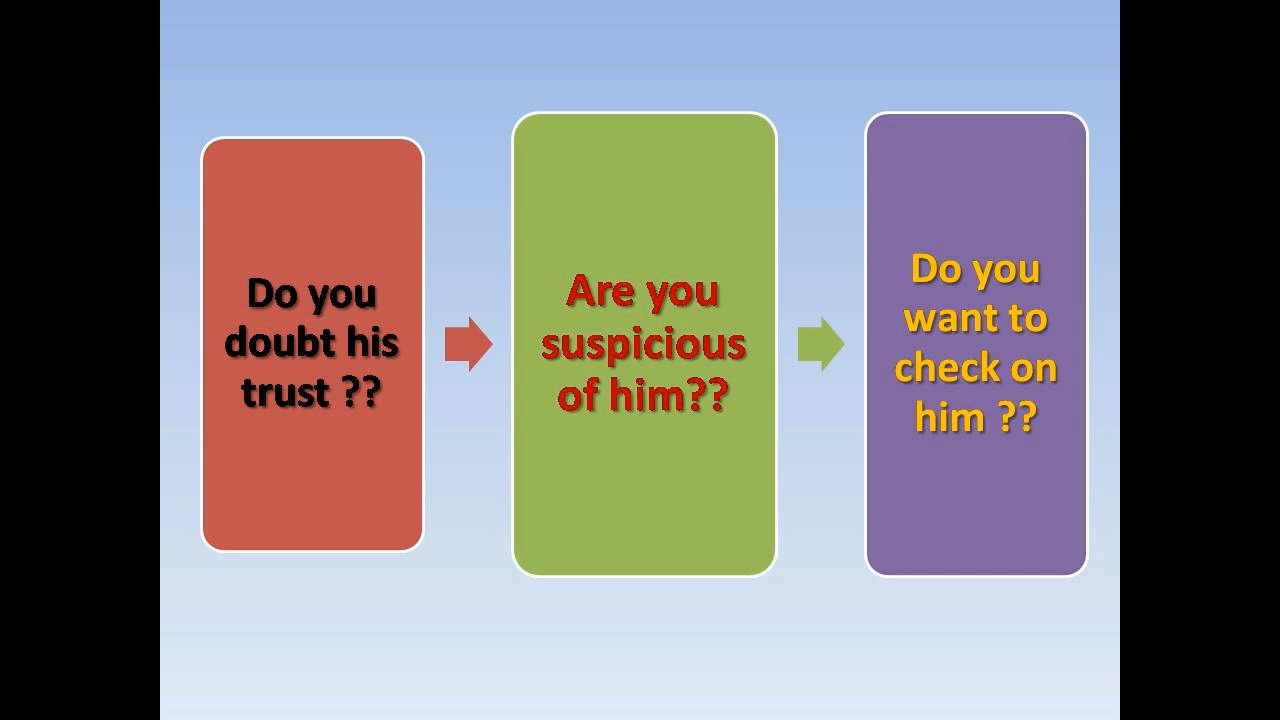 Do you
doubt his
trust ??
Are you
suspicious
of him??
Do you
want to
check on
him ??